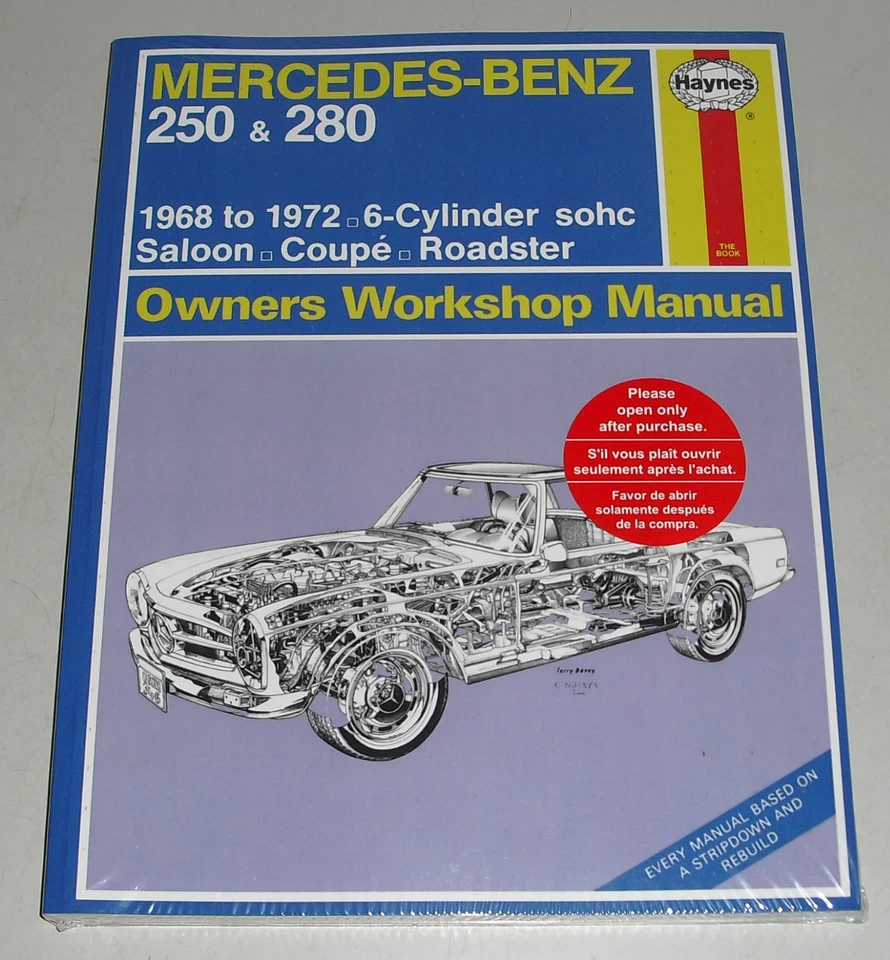 MERCEDES-BENZ
250 & 280
1968 to 1972 □ 6-Cylinder sohc
Saloon □ Coupé □ Roadster
Haynes
®
THE
BOOK
Owners Workshop Manual
Please
open only
after purchase.
S'il vous plaît ouvrir
seulement après l'achat.
Favor de abrir
solamente después
de la compra.
Terry Davey
EVERY MANUAL BASED ON
A STRIPDOWN AND
REBUILD